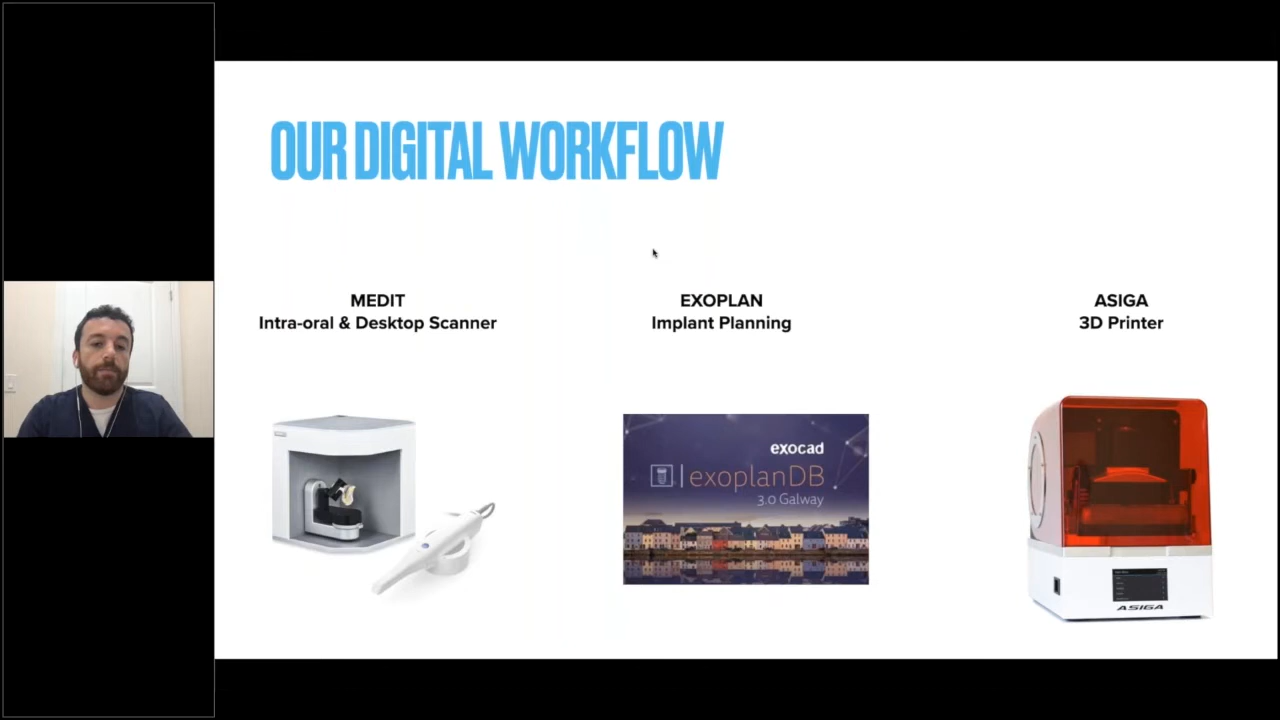 OUR DIGITAL WORKFLOW
MEDIT
Intra-oral & Desktop Scanner
EXOPLAN
Implant Planning
ASIGA
3D Printer
exocad
exoplanDB
3.0 Galway
ASIGA